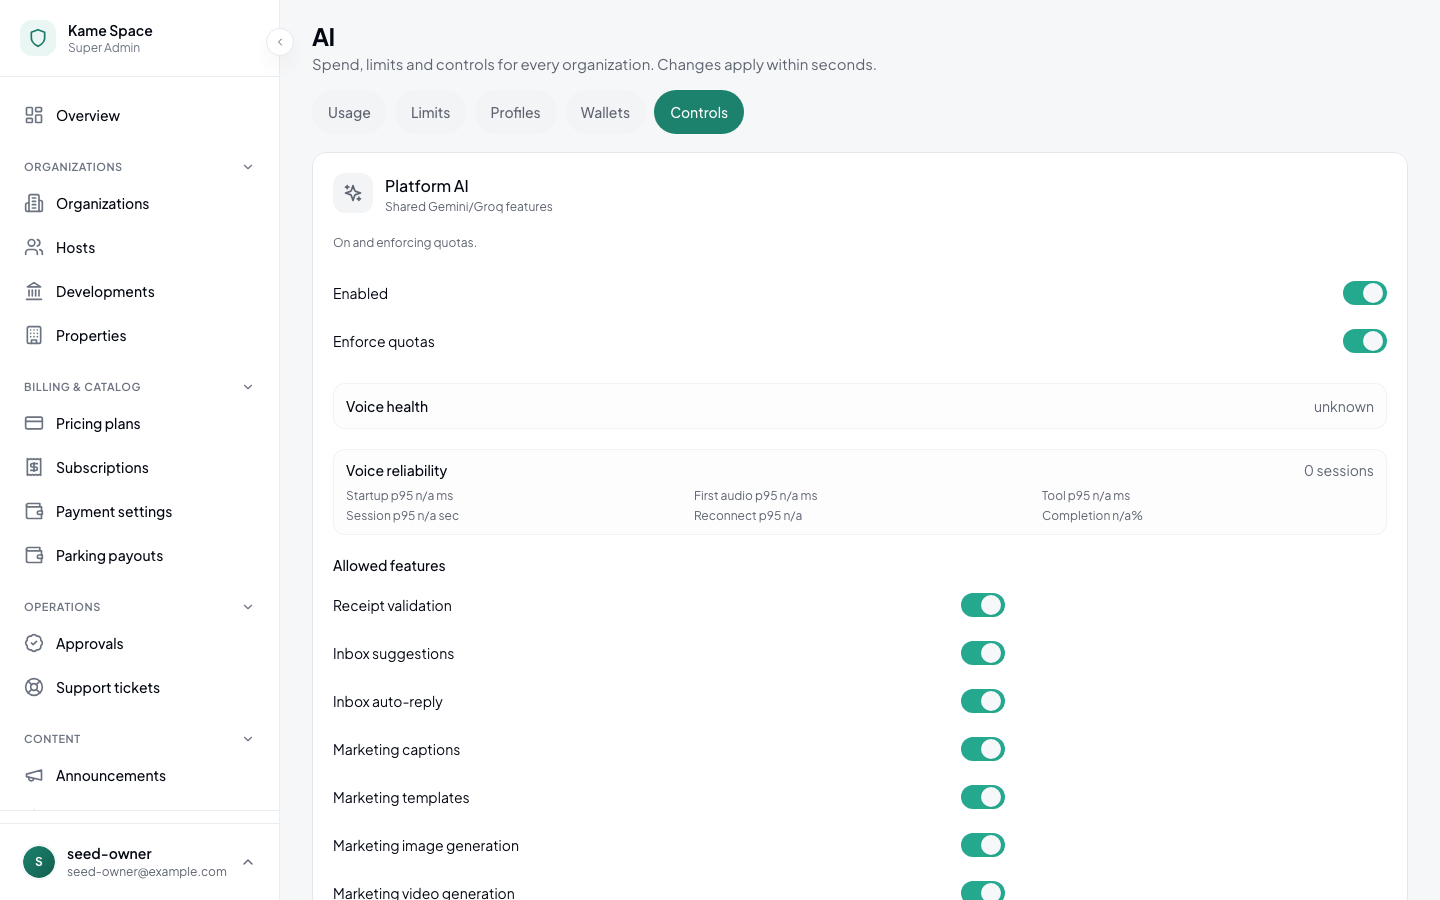 Kame Space
Super Admin
Overview
ORGANIZATIONS
Organizations
Hosts
Developments
Properties
BILLING & CATALOG
Pricing plans
Subscriptions
Payment settings
Parking payouts
OPERATIONS
Approvals
Support tickets
CONTENT
Announcements
S
seed-owner
seed-owner@example.com
AI
Spend, limits and controls for every organization. Changes apply within seconds.
Usage Limits Profiles Wallets Controls
Platform AI
Shared Gemini/Groq features
On and enforcing quotas.
Enabled
Enforce quotas
Voice health unknown
Voice reliability 0 sessions
Startup p95 n/a ms First audio p95 n/a ms Tool p95 n/a ms
Session p95 n/a sec Reconnect p95 n/a Completion n/a%
Allowed features
Receipt validation
Inbox suggestions
Inbox auto-reply
Marketing captions
Marketing templates
Marketing image generation
Marketing video generation